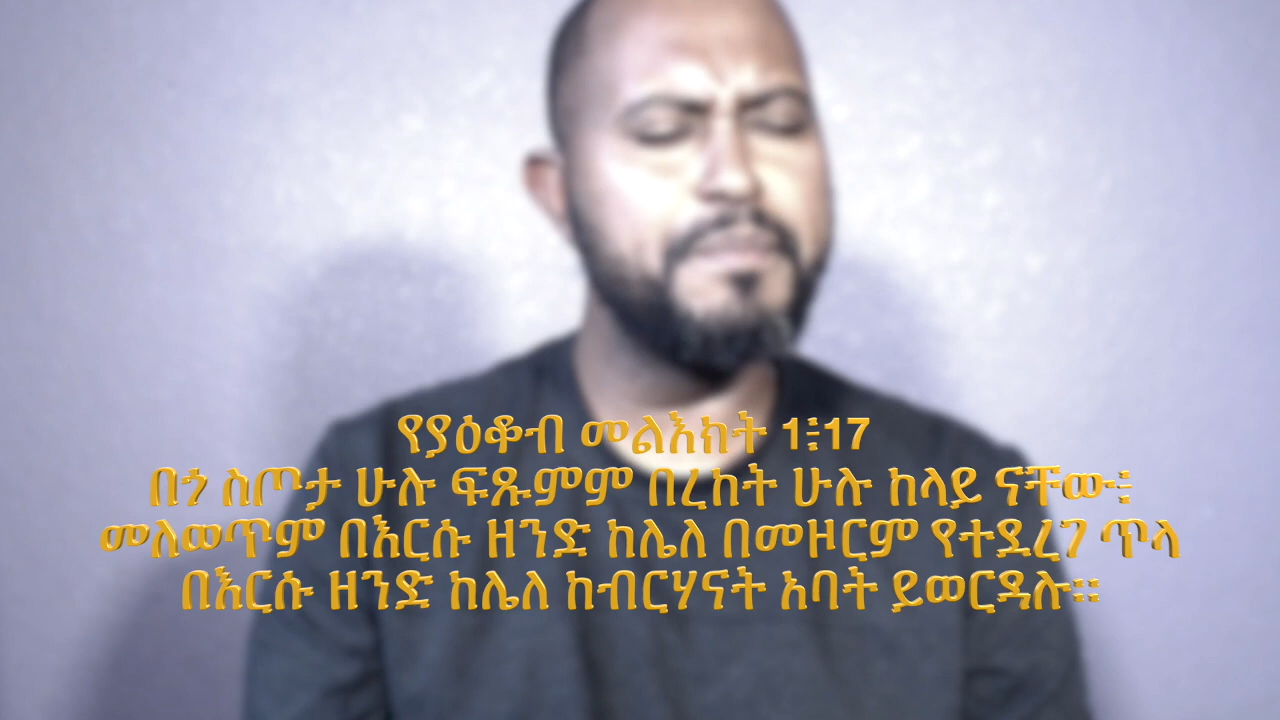 የያዕቆብ መልእክት 1፥17
በጎ ስጦታ ሁሉ ፍጹምም በረከት ሁሉ ከላይ ናቸው፥
መለወጥም በእርሱ ዘንድ ከሌለ በመዞርም የተደረገ ጥላ
በእርሱ ዘንድ ከሌለ ከብርሃናት አባት ይወርዳሉ።